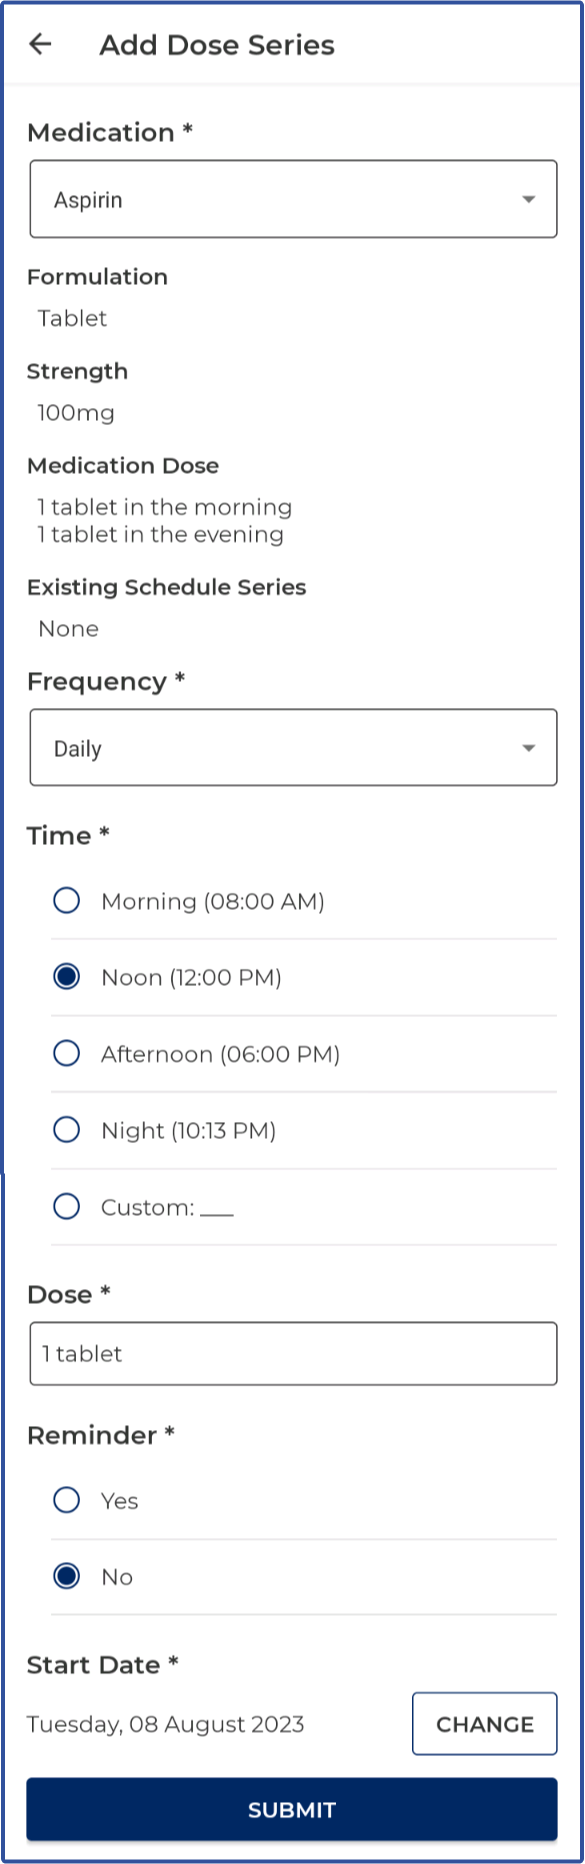 Add Dose Series
Medication *
Aspirin
Formulation
Tablet
Strength
100mg
Medication Dose
1 tablet in the morning
1 tablet in the evening
Existing Schedule Series
None
Frequency *
Daily
Time *
Morning (08:00 AM)
Noon (12:00 PM)
Afternoon (06:00 PM)
Night (10:13 PM)
Custom: ___
Dose *
1 tablet
Reminder *
Yes
No
Start Date *
Tuesday, 08 August 2023
CHANGE
SUBMIT